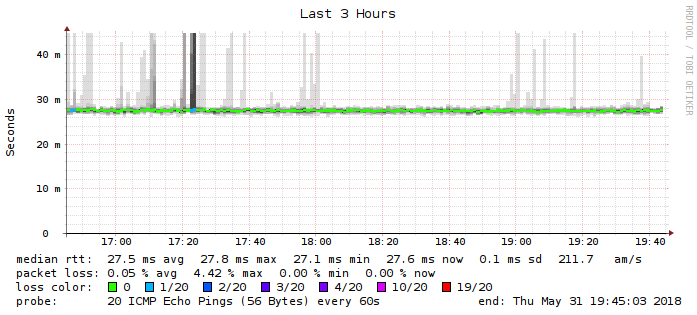 Last 3 Hours
RRDTOOL / TOBI OETIKER
Seconds
40 m
30 m
20 m
10 m
0
17:00 17:20 17:40 18:00 18:20 18:40 19:00 19:20 19:40
median rtt: 27.5 ms avg 27.8 ms max 27.1 ms min 27.6 ms now 0.1 ms sd 211.7 am/s
packet loss: 0.05 % avg 4.42 % max 0.00 % min 0.00 % now
loss color: 0 1/20 2/20 3/20 4/20 10/20 19/20
probe: 20 ICMP Echo Pings (56 Bytes) every 60s end: Thu May 31 19:45:03 2018